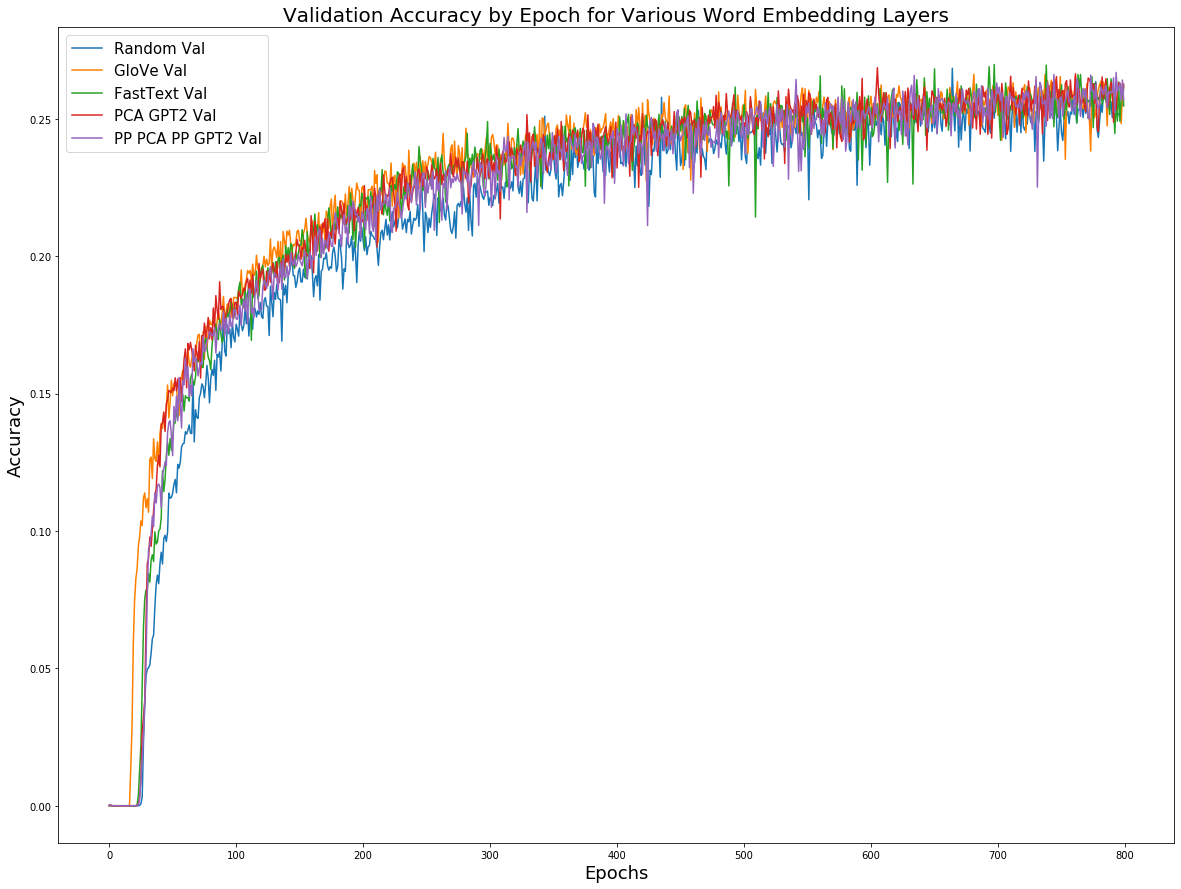 Validation Accuracy by Epoch for Various Word Embedding Layers
Random Val
GloVe Val
FastText Val
PCA GPT2 Val
PP PCA PP GPT2 Val
Accuracy
0.25
0.20
0.15
0.10
0.05
0.00
0 100 200 300 400 500 600 700 800
Epochs